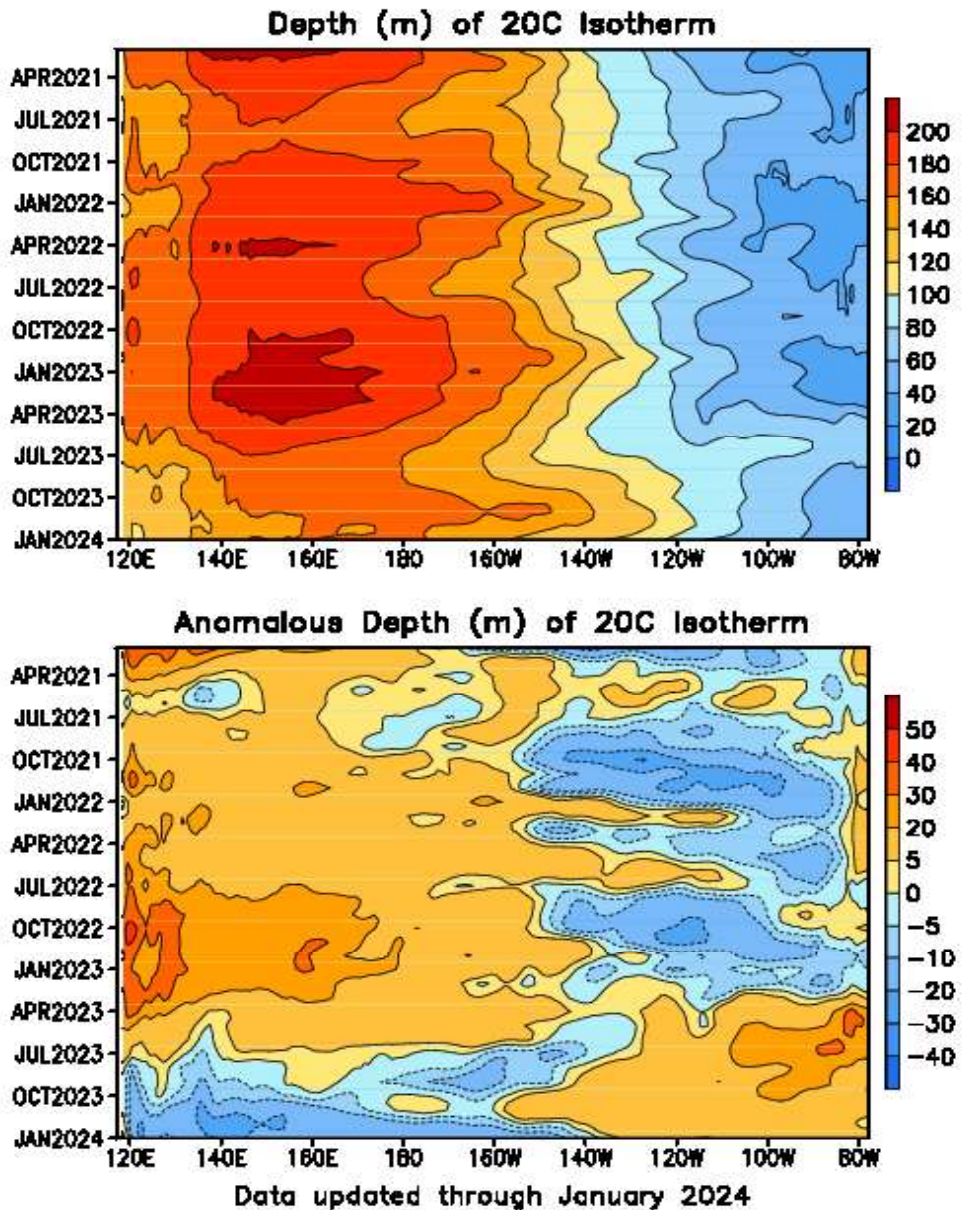 Depth (m) of 20C Isotherm
APR2021
JUL2021
OCT2021
JAN2022
APR2022
JUL2022
OCT2022
JAN2023
APR2023
JUL2023
OCT2023
JAN2024
120E 140E 160E 180 160W 140W 120W 100W 80W
200
180
160
140
120
100
80
60
40
20
0
Anomalous Depth (m) of 20C Isotherm
APR2021
JUL2021
OCT2021
JAN2022
APR2022
JUL2022
OCT2022
JAN2023
APR2023
JUL2023
OCT2023
JAN2024
120E 140E 160E 180 160W 140W 120W 100W 80W
50
40
30
20
5
0
-5
-10
-20
-30
-40
Data updated through January 2024